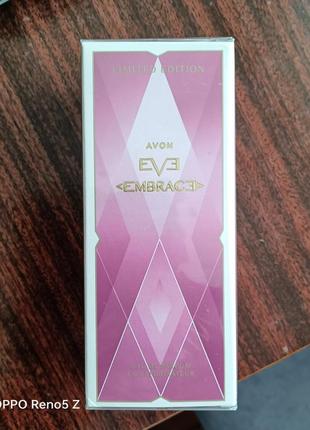 LIMITED EDITION
AVON
EVE
EMBRACE
OPPO Reno5 Z